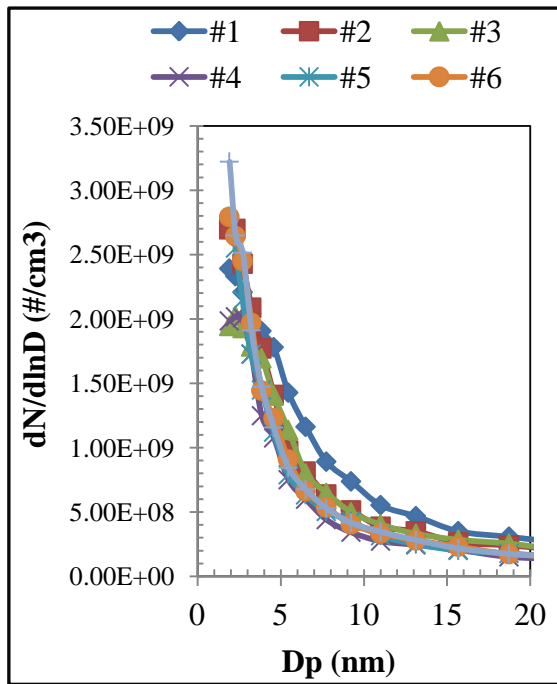 #1 #2 #3
#4 #5 #6
3.50E+09
3.00E+09
2.50E+09
2.00E+09
1.50E+09
1.00E+09
5.00E+08
0.00E+00
dN/dlnD (#/cm3)
0 5 10 15 20
Dp (nm)